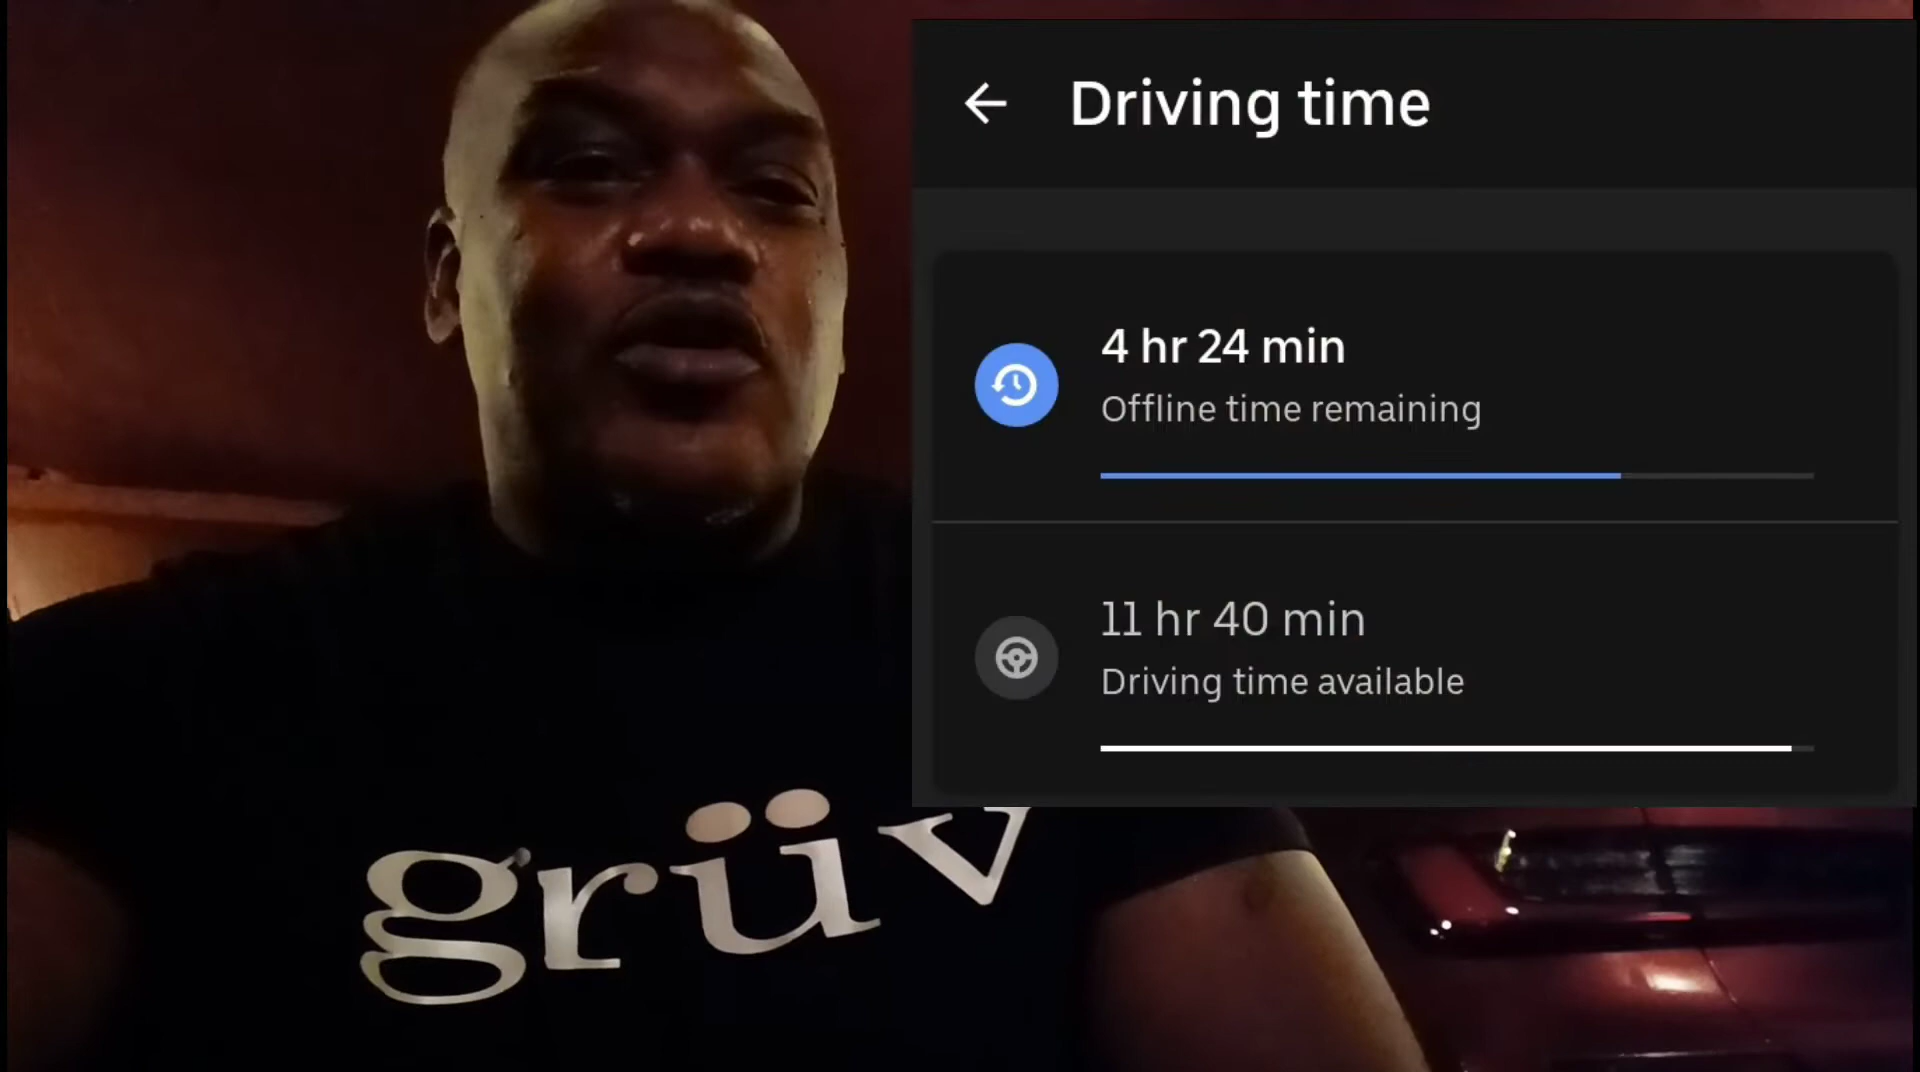 Driving time
4 hr 24 min
Offline time remaining
11 hr 40 min
Driving time available
grüv